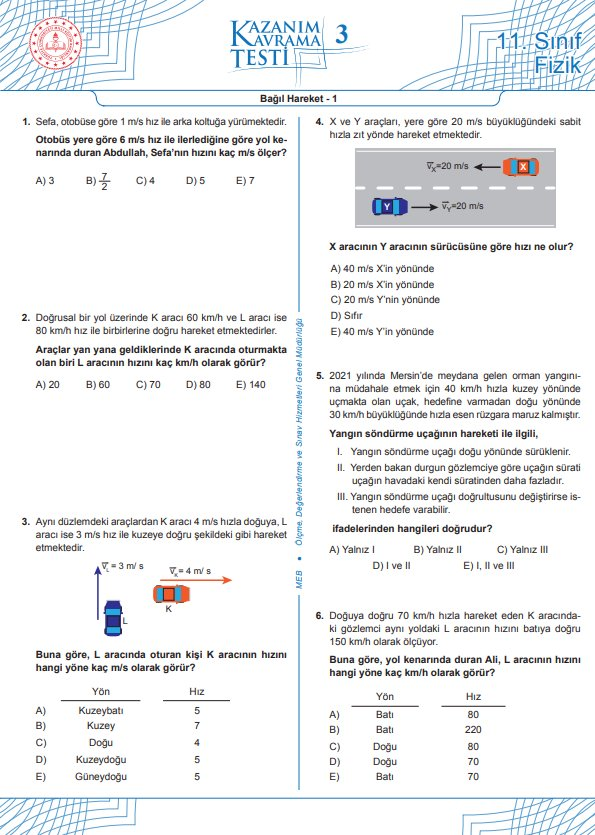 KAZANIM
KAVRAMA
TESTİ
3
11. Sınıf
Fizik
Bağıl Hareket - 1
1. Sefa, otobüse göre 1 m/s hız ile arka koltuğa yürümektedir.
Otobüs yere göre 6 m/s hız ile ilerlediğine göre yol ke-
narında duran Abdullah, Sefa’nın hızını kaç m/s ölçer?
A) 3 B) 7/2 C) 4 D) 5 E) 7
2. Doğrusal bir yol üzerinde K aracı 60 km/h ve L aracı ise
80 km/h hız ile birbirlerine doğru hareket etmektedirler.
Araçlar yan yana geldiklerinde K aracında oturmakta
olan biri L aracının hızını kaç km/h olarak görür?
A) 20 B) 60 C) 70 D) 80 E) 140
3. Aynı düzlemdeki araçlardan K aracı 4 m/s hızla doğuya, L
aracı ise 3 m/s hız ile kuzeye doğru şekildeki gibi hareket
etmektedir.
V_L = 3 m/s
V_K = 4 m/s
K
L
Buna göre, L aracında oturan kişi K aracının hızını
hangi yöne kaç m/s olarak görür?
Yön Hız
A) Kuzeybatı 5
B) Kuzey 7
C) Doğu 4
D) Kuzeydoğu 5
E) Güneydoğu 5
MEB ● Ölçme, Değerlendirme ve Sınav Hizmetleri Genel Müdürlüğü
4. X ve Y araçları, yere göre 20 m/s büyüklüğündeki sabit
hızla zıt yönde hareket etmektedir.
V_X=20 m/s
X
Y
V_Y=20 m/s
X aracının Y aracının sürücüsüne göre hızı ne olur?
A) 40 m/s X’in yönünde
B) 20 m/s X’in yönünde
C) 20 m/s Y’nin yönünde
D) Sıfır
E) 40 m/s Y’in yönünde
5. 2021 yılında Mersin’de meydana gelen orman yangını-
na müdahale etmek için 40 km/h hızla kuzey yönünde
uçmakta olan uçak, hedefine varmadan doğu yönünde
30 km/h büyüklüğünde hızla esen rüzgara maruz kalmıştır.
Yangın söndürme uçağının hareketi ile ilgili,
I. Yangın söndürme uçağı doğu yönünde sürüklenir.
II. Yerden bakan durgun gözlemciye göre uçağın sürati
uçağın havadaki kendi süratinden daha fazladır.
III. Yangın söndürme uçağı doğrultusunu değiştirirse is-
tenen hedefe varabilir.
ifadelerinden hangileri doğrudur?
A) Yalnız I B) Yalnız II C) Yalnız III
D) I ve II E) I, II ve III
6. Doğuya doğru 70 km/h hızla hareket eden K aracında-
ki gözlemci aynı yoldaki L aracının hızını batıya doğru
150 km/h olarak ölçüyor.
Buna göre, yol kenarında duran Ali, L aracının hızını
hangi yöne kaç km/h olarak görür?
Yön Hız
A) Batı 80
B) Batı 220
C) Doğu 80
D) Doğu 70
E) Batı 70